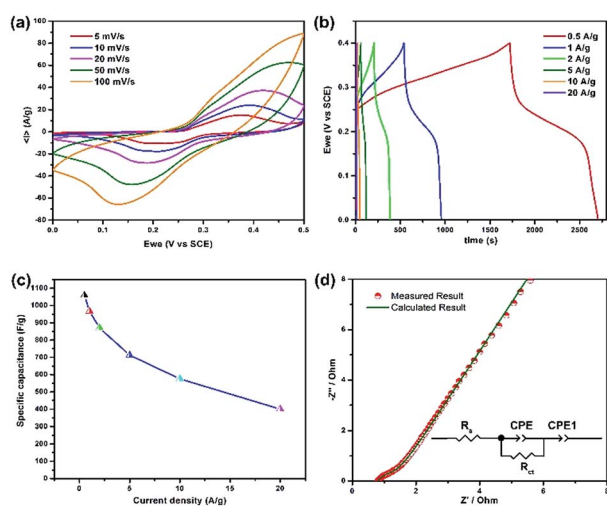 (a)
5 mV/s
10 mV/s
20 mV/s
50 mV/s
100 mV/s
100
80
60
40
20
0
-20
-40
-60
-80
<I> (A/g)
0.0 0.1 0.2 0.3 0.4 0.5
Ewe (V vs SCE)
(b)
0.5 A/g
1 A/g
2 A/g
5 A/g
10 A/g
20 A/g
0.5
0.4
0.3
0.2
0.1
0.0
Ewe (V vs SCE)
0 500 1000 1500 2000 2500
time (s)
(c)
1100
1000
900
800
700
600
500
400
300
200
100
0
Specific capacitance (F/g)
0 5 10 15 20
Current density (A/g)
(d)
Measured Result
Calculated Result
8
6
4
2
0
-Z'' / Ohm
Rs CPE CPE1
Rct
0 2 4 6 8
Z' / Ohm